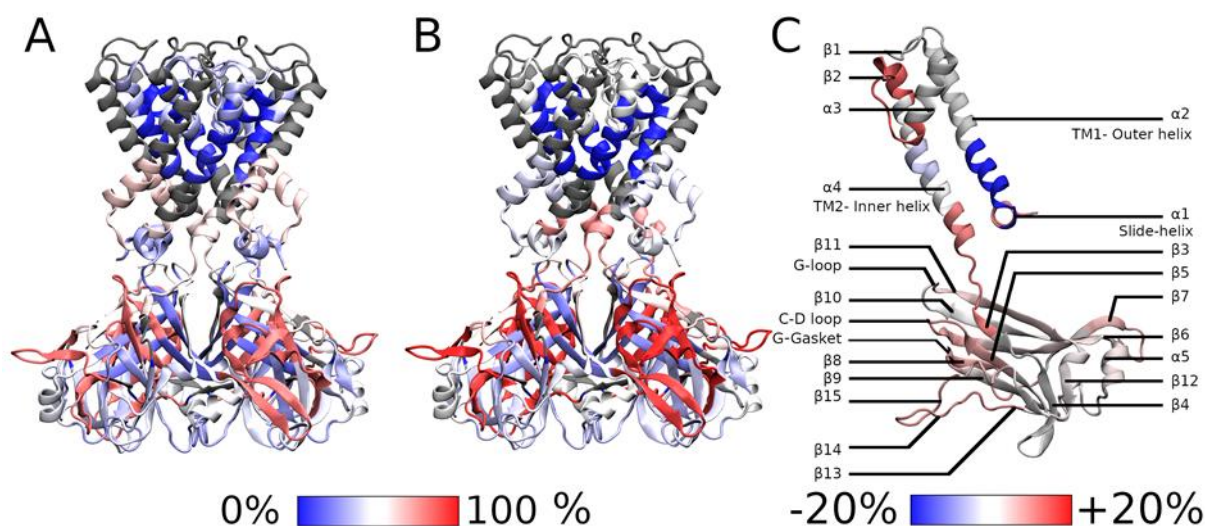 A
B
C
β1
β2
α3
α2
TM1- Outer helix
α4
TM2- Inner helix
α1
Slide-helix
β11
β3
G-loop
β5
β10
β7
C-D loop
G-Gasket
β6
β8
α5
β9
β12
β15
β4
β14
β13
0%
100 %
-20%
+20%